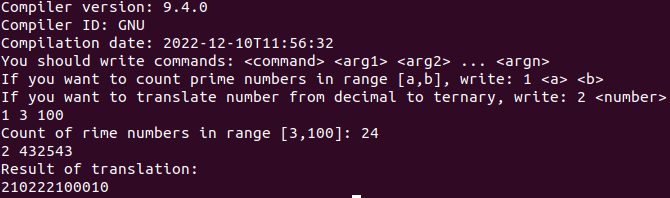 Compiler version: 9.4.0
Compiler ID: GNU
Compilation date: 2022-12-10T11:56:32
You should write commands: <command> <arg1> <arg2> ... <argn>
If you want to count prime numbers in range [a,b], write: 1 <a> <b>
If you want to translate number from decimal to ternary, write: 2 <number>
1 3 100
Count of rime numbers in range [3,100]: 24
2 432543
Result of translation:
210222100010